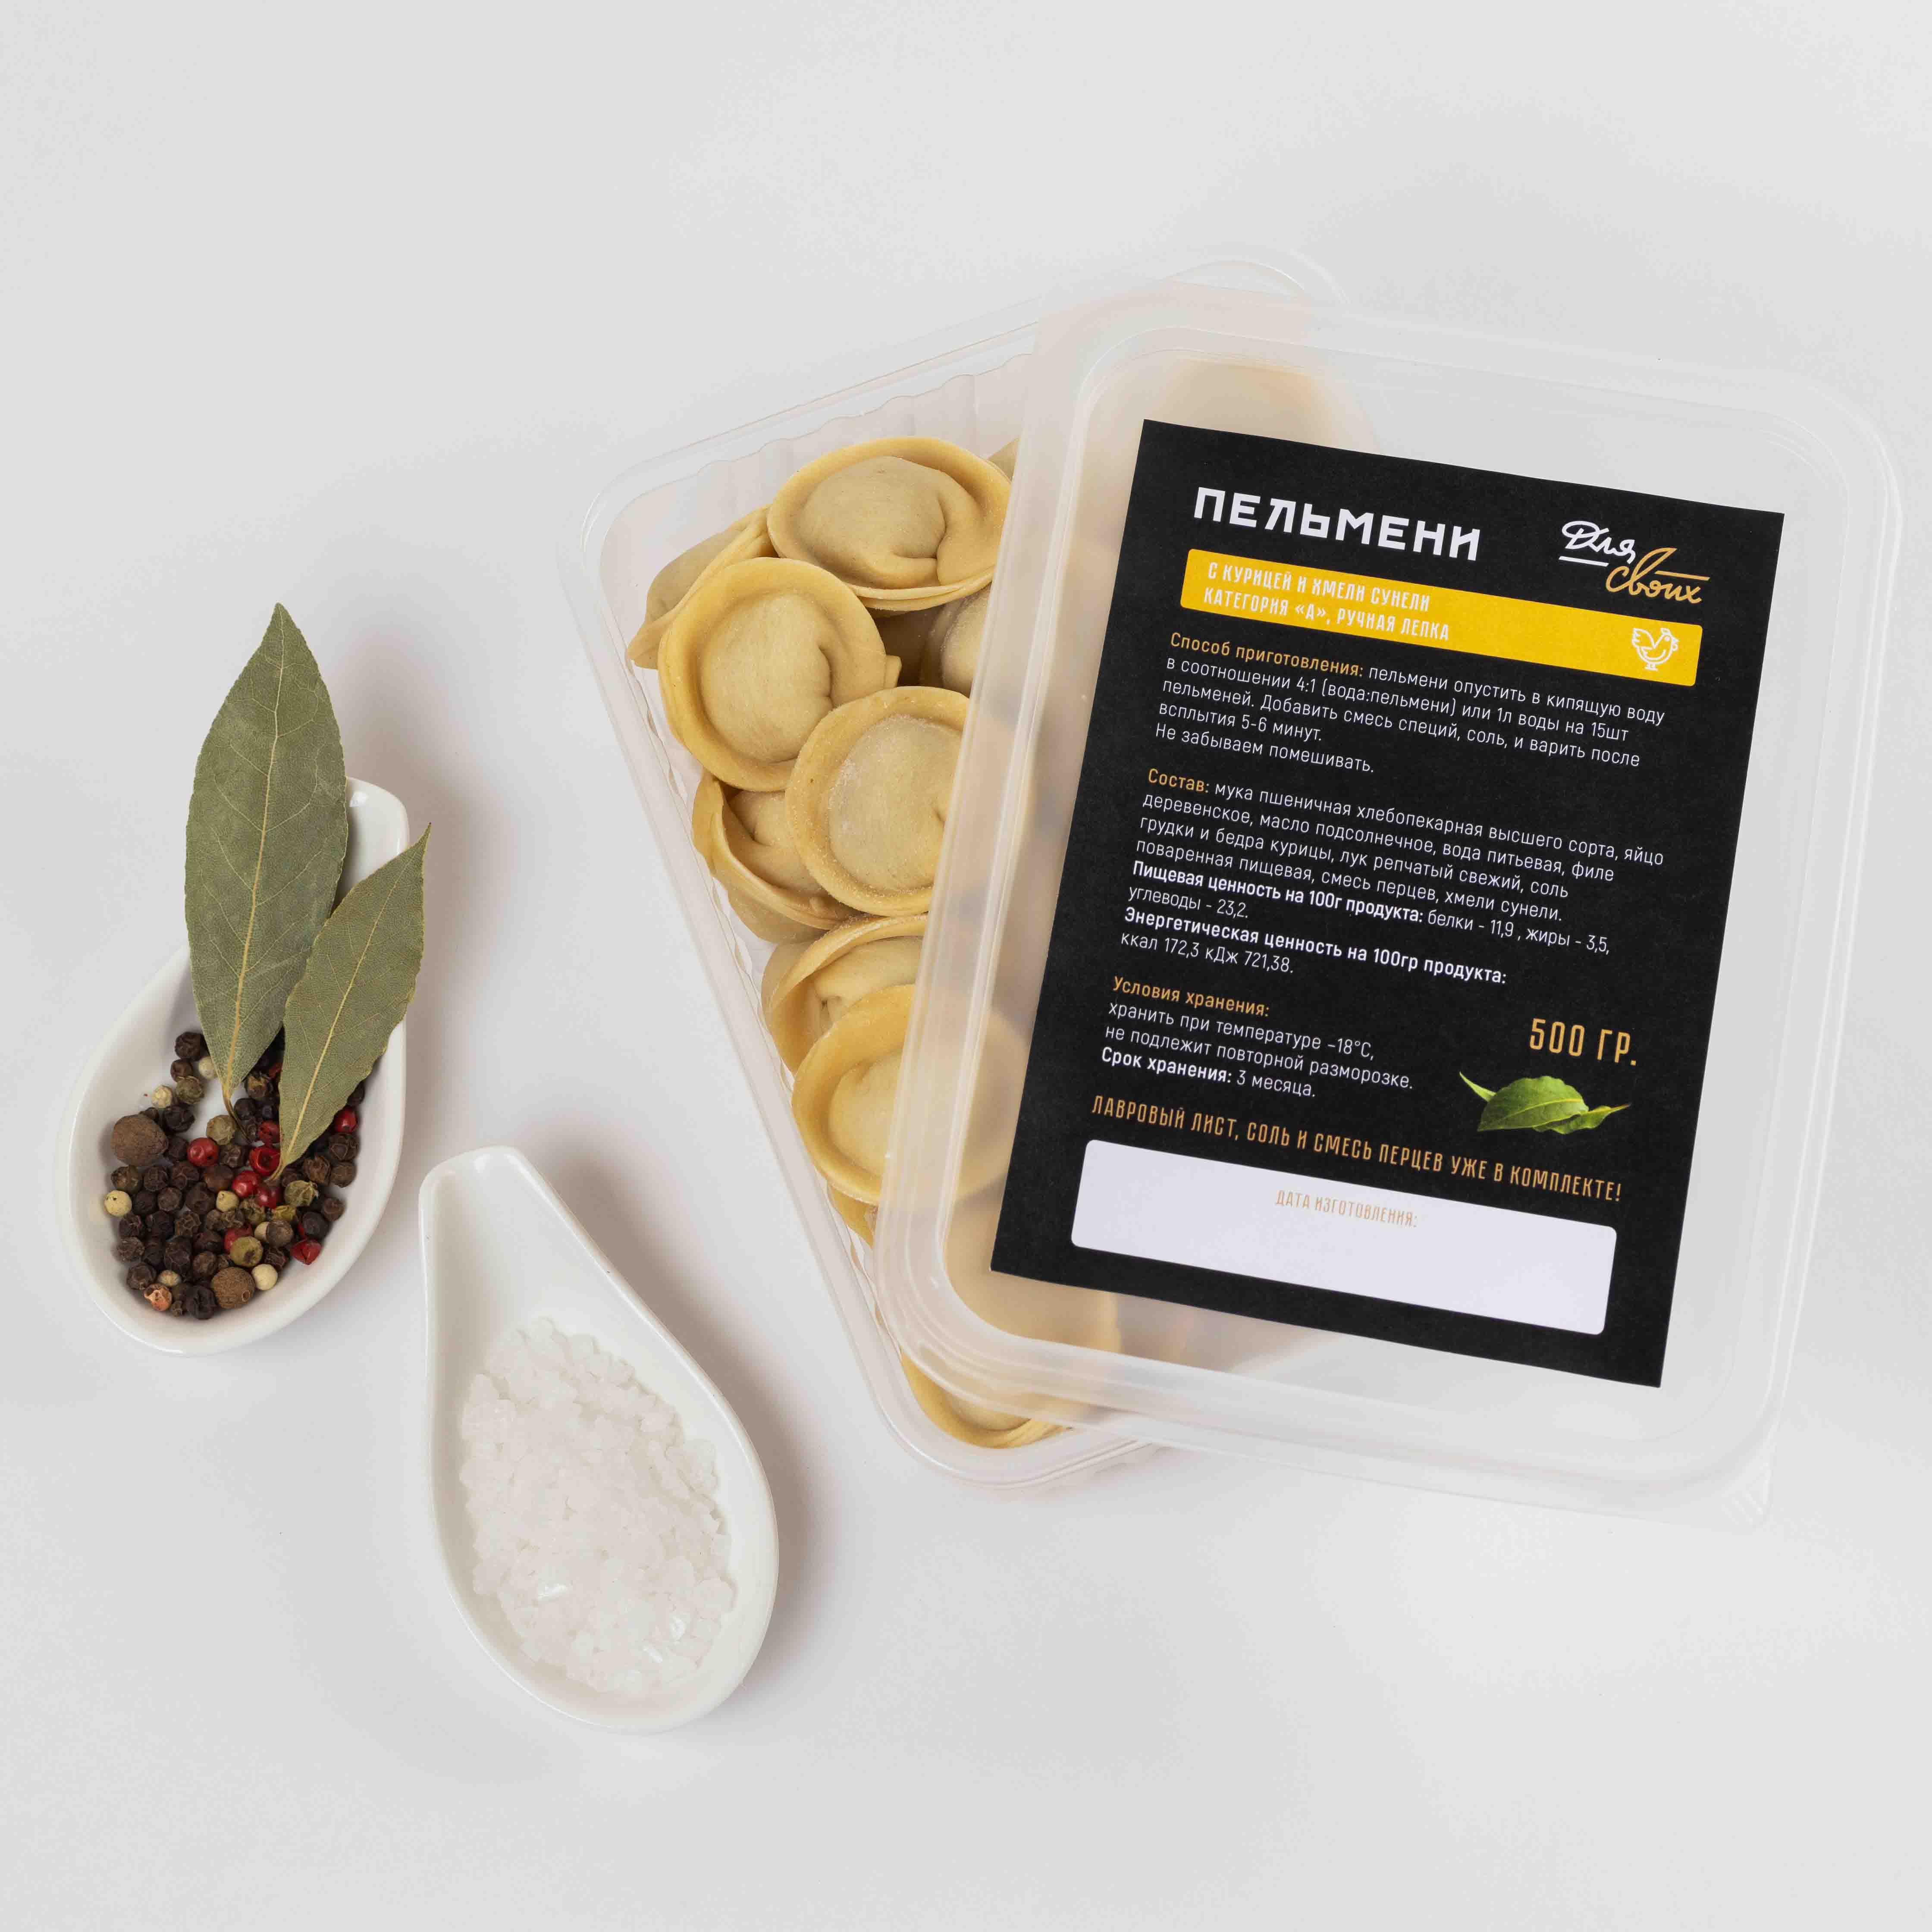 ПЕЛЬМЕНИ
Для
Своих
С КУРИЦЕЙ И ХМЕЛИ СУНЕЛИ
КАТЕГОРИЯ «Д», РУЧНАЯ ЛЕПКА
Способ приготовления: пельмени опустить в кипящую воду
в соотношении 4:1 (вода:пельмени) или 1л воды на 15шт
пельменей. Добавить смесь специй, соль, и варить после
всплытия 5-6 минут.
Не забываем помешивать.
Состав: мука пшеничная хлебопекарная высшего сорта, яйцо
деревенское, масло подсолнечное, вода питьевая, филе
грудки и бедра курицы, лук репчатый свежий, соль
поваренная пищевая, смесь перцев, хмели сунели.
Пищевая ценность на 100г продукта: белки - 11,9 , жиры - 3,5,
углеводы - 23,2.
Энергетическая ценность на 100гр продукта:
ккал 172,3 кДж 721,38.
Условия хранения:
хранить при температуре -18°С,
не подлежит повторной разморозке.
Срок хранения: 3 месяца.
500 ГР.
ЛАВРОВЫЙ ЛИСТ, СОЛЬ И СМЕСЬ ПЕРЦЕВ УЖЕ В КОМПЛЕКТЕ!
ДАТА ИЗГОТОВЛЕНИЯ: